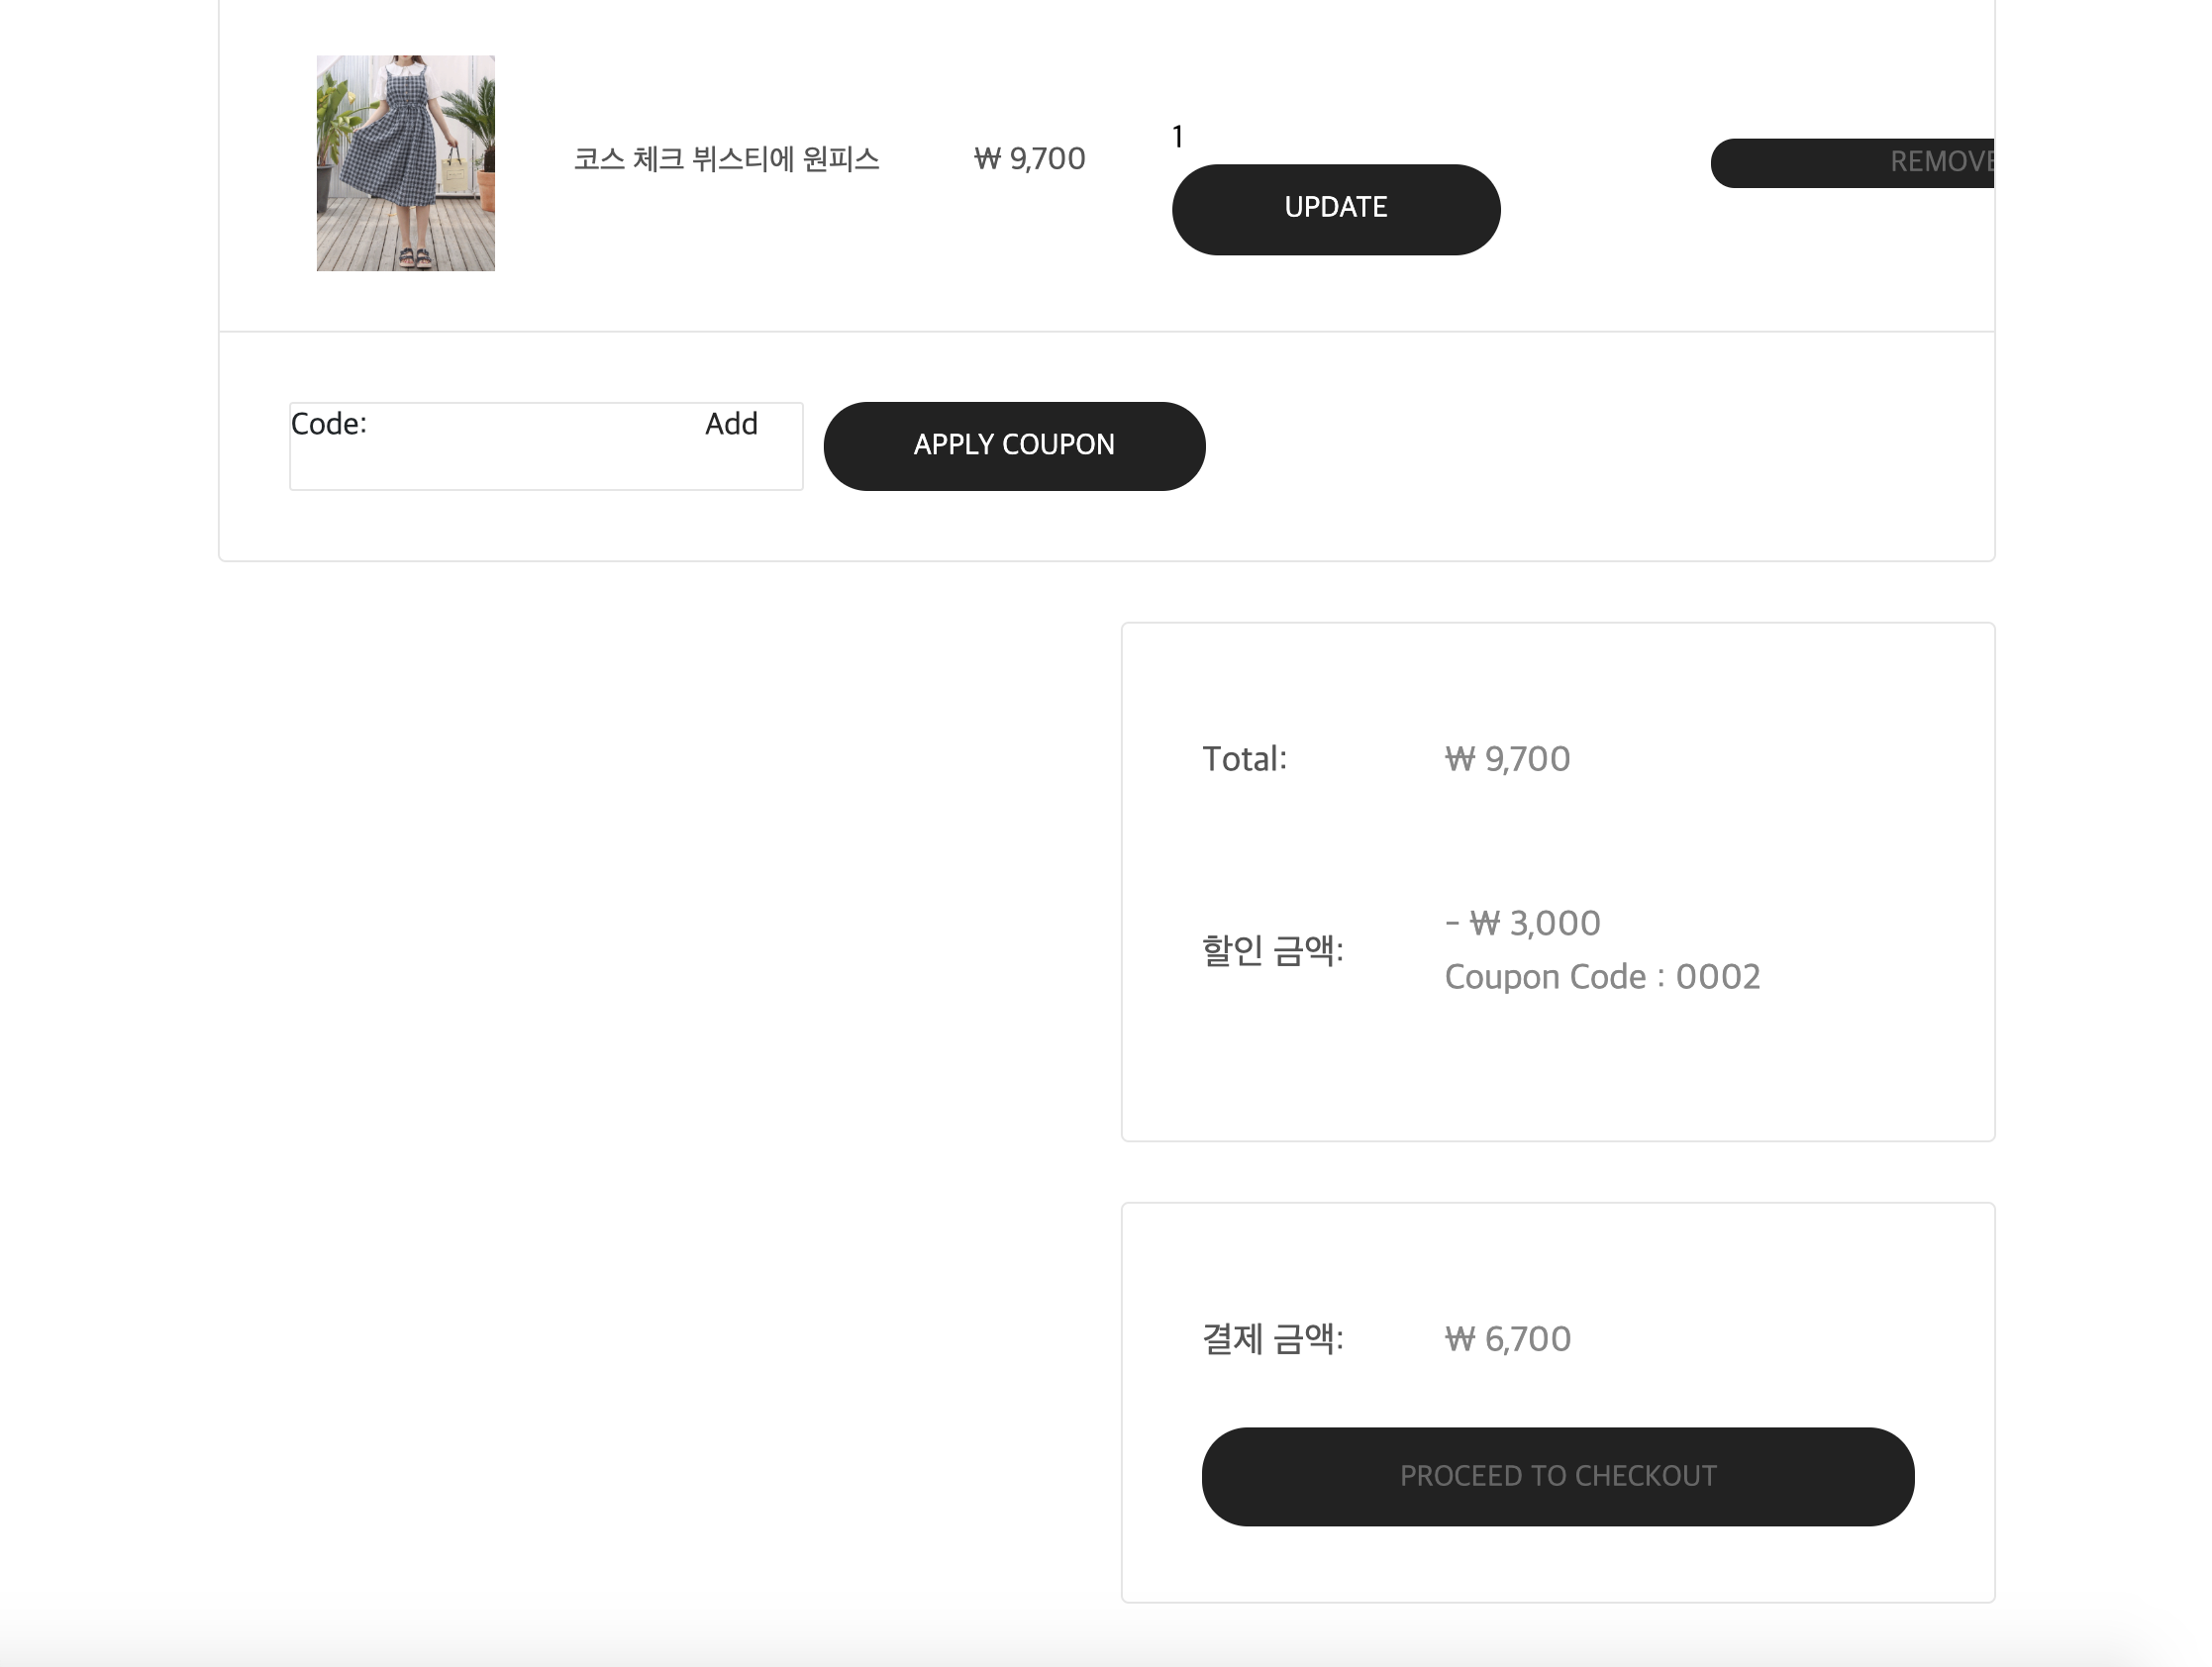 코스 체크 뷔스티에 원피스
₩ 9,700
1
UPDATE
REMOVE
Code:
Add
APPLY COUPON
Total:
₩ 9,700
할인 금액:
- ₩ 3,000
Coupon Code : 0002
결제 금액:
₩ 6,700
PROCEED TO CHECKOUT